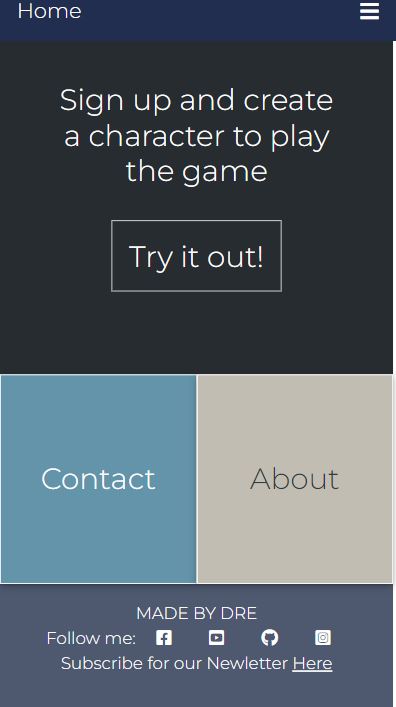 Home
Sign up and create
a character to play
the game
Try it out!
Contact
About
MADE BY DRE
Follow me:
Subscribe for our Newletter Here